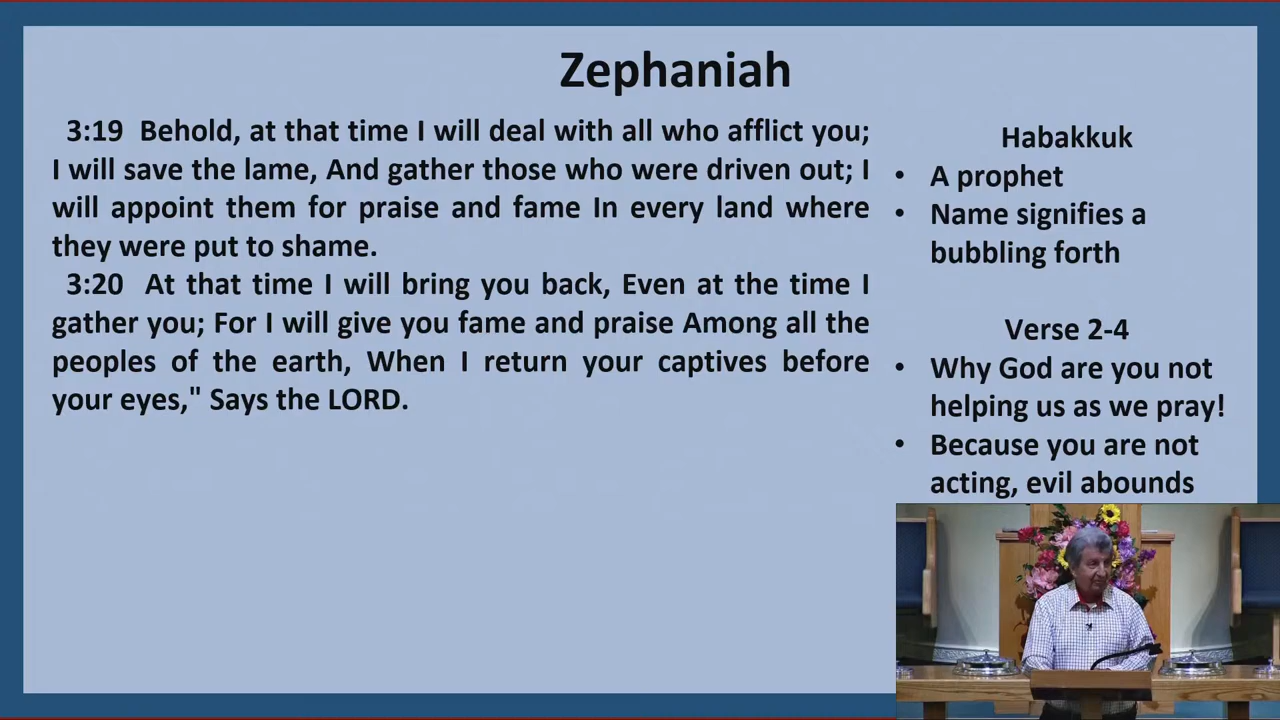 Zephaniah
3:19 Behold, at that time I will deal with all who afflict you;
I will save the lame, And gather those who were driven out; I
will appoint them for praise and fame In every land where
they were put to shame.
3:20 At that time I will bring you back, Even at the time I
gather you; For I will give you fame and praise Among all the
peoples of the earth, When I return your captives before
your eyes," Says the LORD.
Habakkuk
• A prophet
• Name signifies a
bubbling forth
Verse 2-4
• Why God are you not
helping us as we pray!
• Because you are not
acting, evil abounds